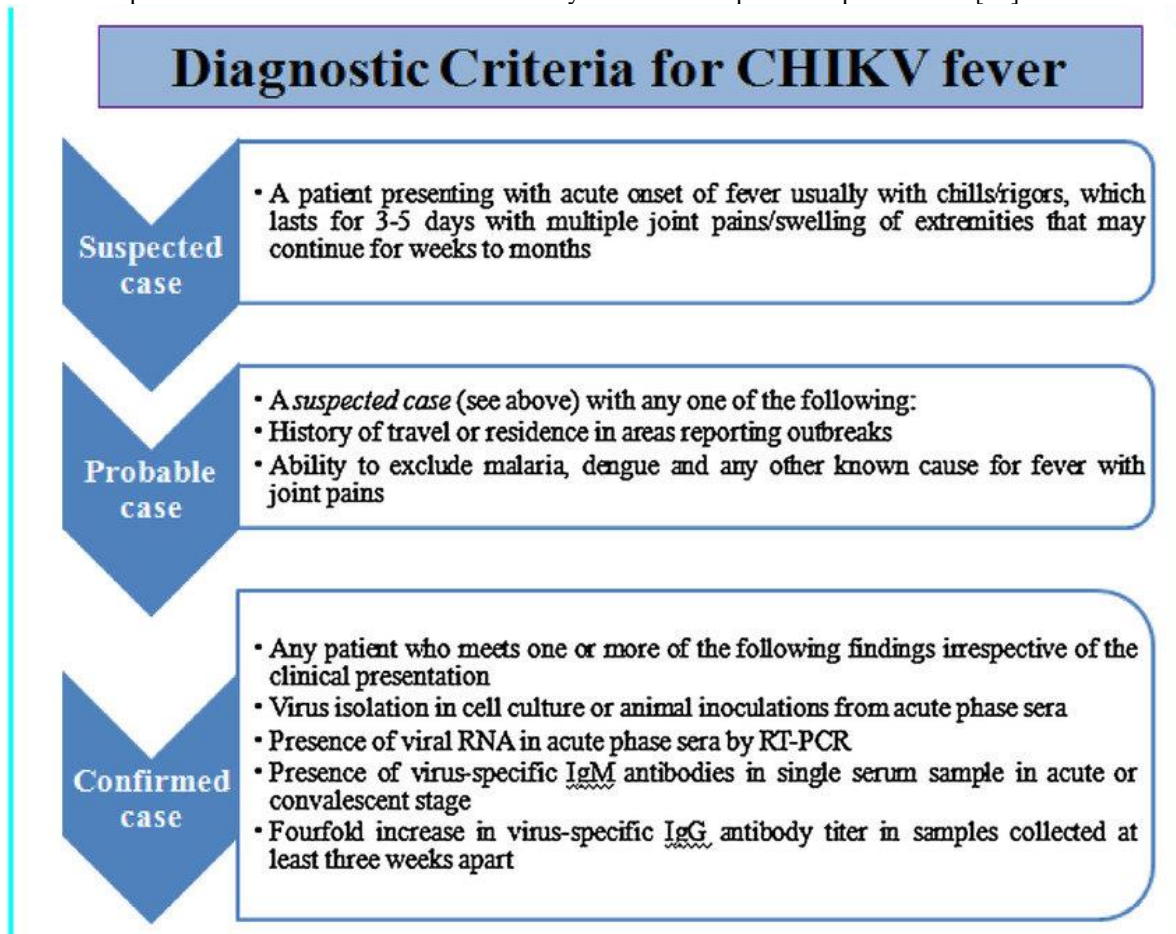 Diagnostic Criteria for CHIKV fever
Suspected
case
• A patient presenting with acute onset of fever usually with chills/rigors, which
lasts for 3-5 days with multiple joint pains/swelling of extremities that may
continue for weeks to months
Probable
case
• A suspected case (see above) with any one of the following:
• History of travel or residence in areas reporting outbreaks
• Ability to exclude malaria, dengue and any other known cause for fever with
joint pains
Confirmed
case
• Any patient who meets one or more of the following findings irrespective of the
clinical presentation
• Virus isolation in cell culture or animal inoculations from acute phase sera
• Presence of viral RNA in acute phase sera by RT-PCR
• Presence of virus-specific IgM antibodies in single serum sample in acute or
convalescent stage
• Fourfold increase in virus-specific IgG antibody titer in samples collected at
least three weeks apart